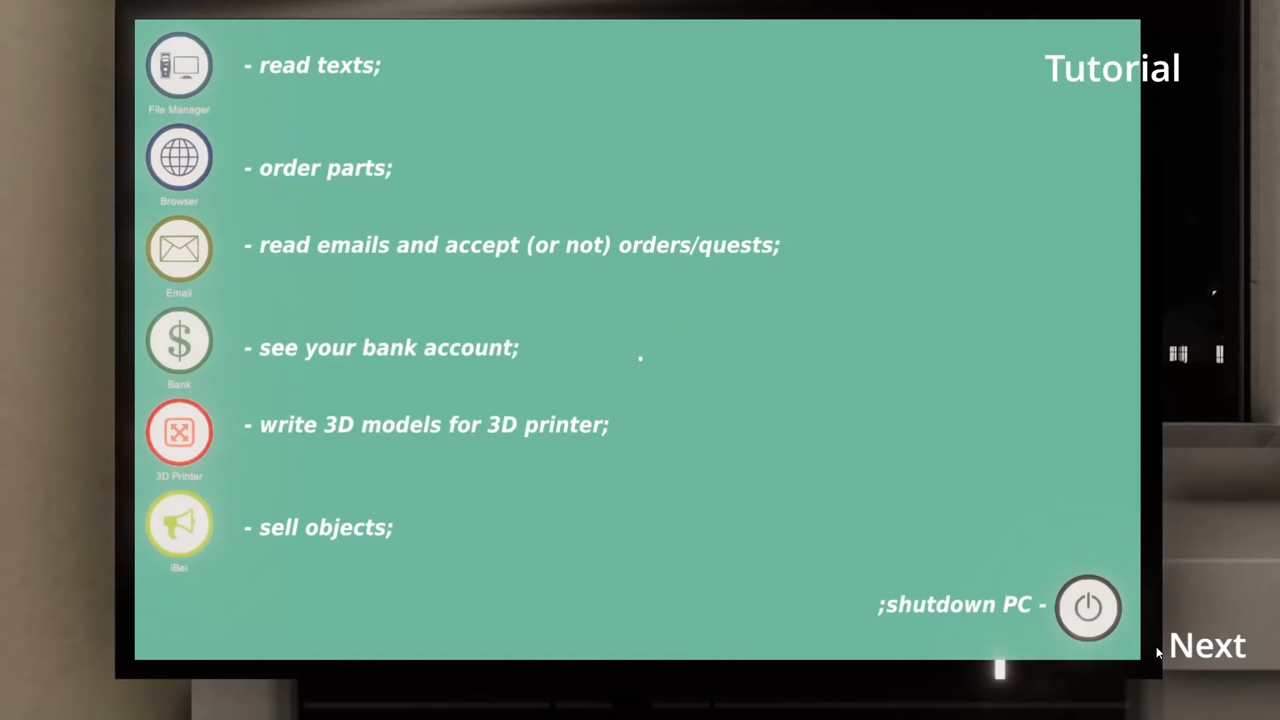 Tutorial
- read texts;
File Manager
- order parts;
Browser
- read emails and accept (or not) orders/quests;
Email
- see your bank account;
Bank
- write 3D models for 3D printer;
3D Printer
- sell objects;
iBei
;shutdown PC -
Next